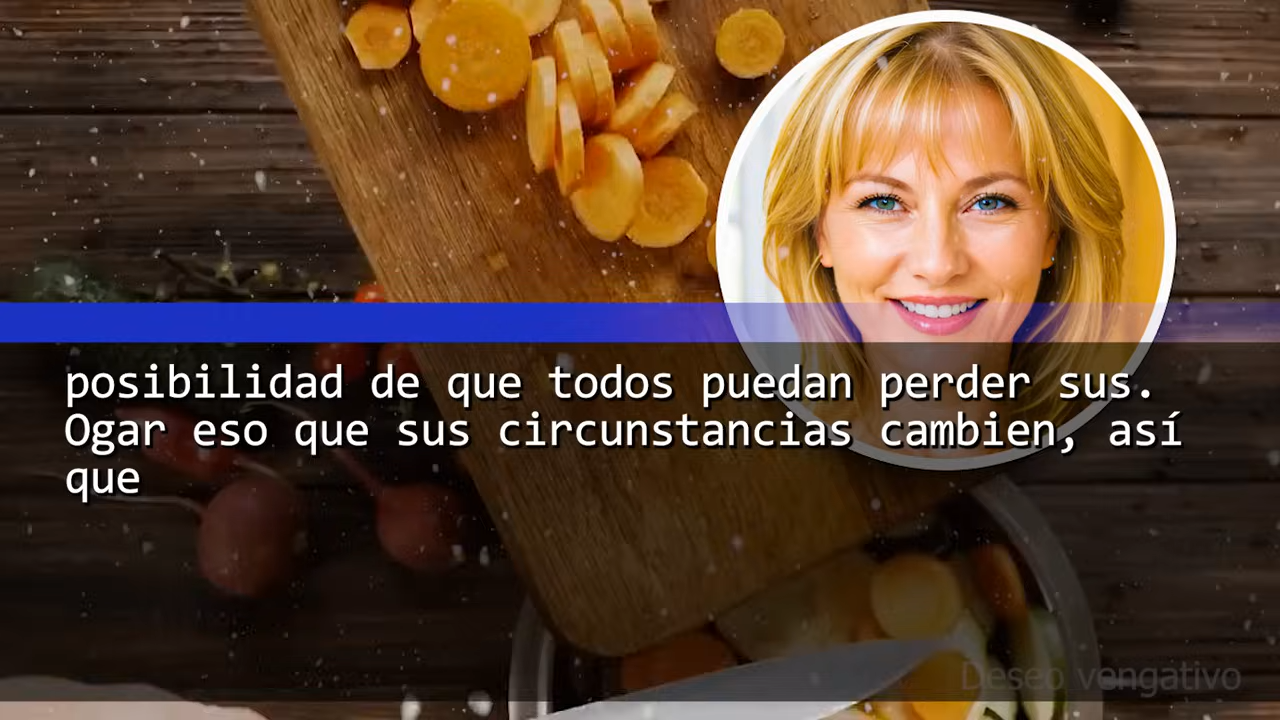 posibilidad de que todos puedan perder sus.
Ogar eso que sus circunstancias cambien, así
que
Deseo vengativo